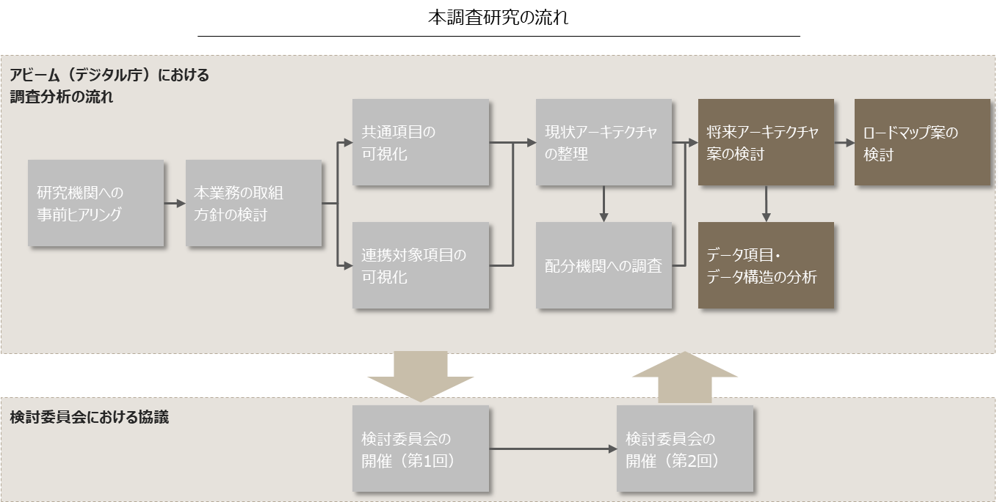 本調査研究の流れ
アビーム（デジタル庁）における
調査分析の流れ
研究機関への
事前ヒアリング
本業務の取組
方針の検討
共通項目の
可視化
連携対象項目の
可視化
現状アーキテクチャ
の整理
配分機関への調査
将来アーキテクチャ
案の検討
データ項目・
データ構造の分析
ロードマップ案の
検討
検討委員会における協議
検討委員会の
開催（第1回）
検討委員会の
開催（第2回）